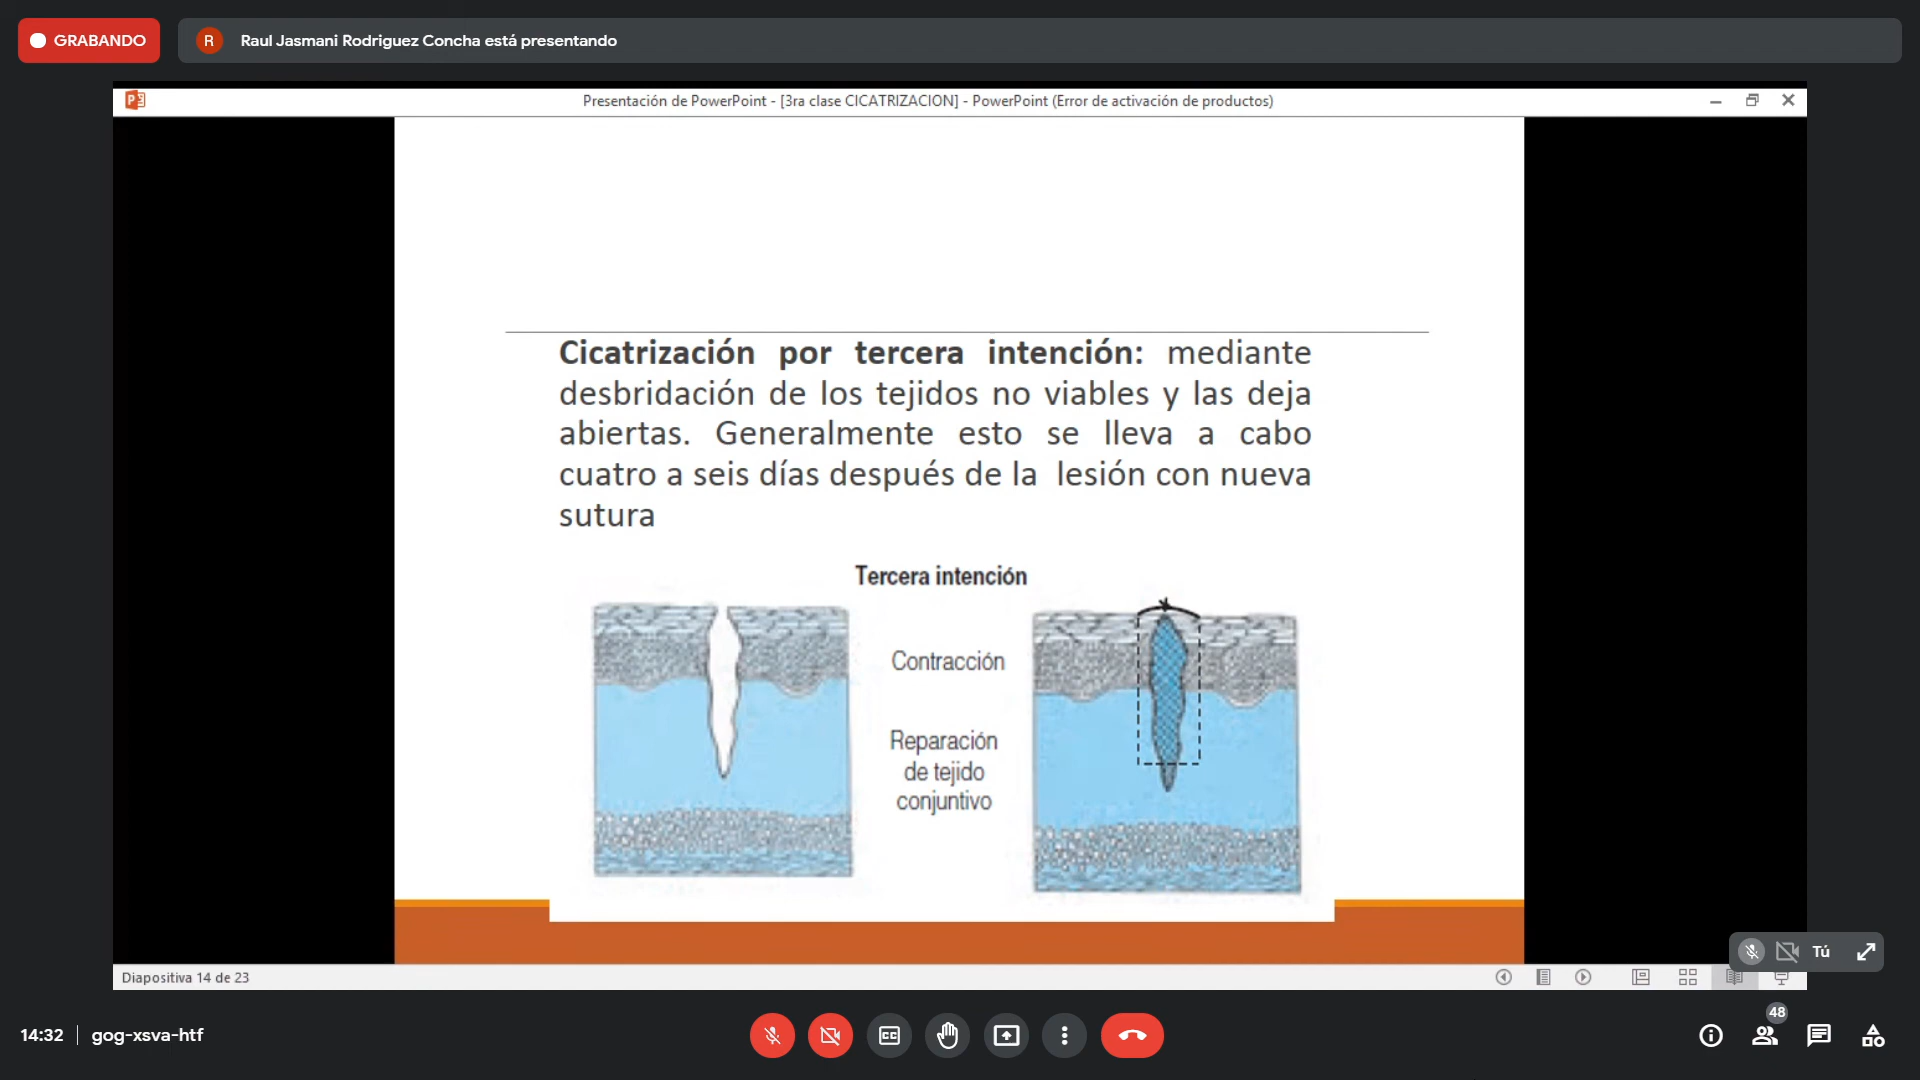 GRABANDO
R
Raul Jasmani Rodriguez Concha está presentando
Presentación de PowerPoint - [3ra clase CICATRIZACION] - PowerPoint (Error de activación de productos)
Cicatrización por tercera intención: mediante
desbridación de los tejidos no viables y las deja
abiertas. Generalmente esto se lleva a cabo
cuatro a seis días después de la lesión con nueva
sutura
Tercera intención
Contracción
Reparación
de tejido
conjuntivo
Tú
Diapositiva 14 de 23
14:32
gog-xsva-htf
48